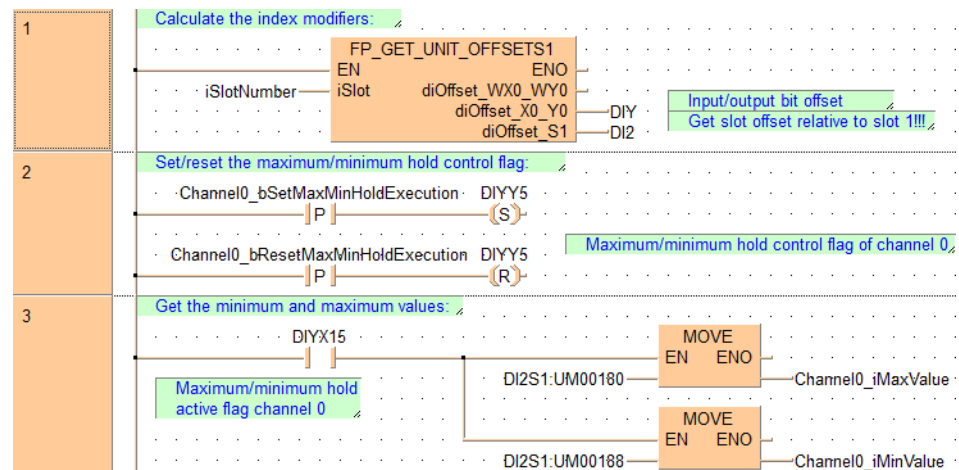 1
Calculate the index modifiers:
FP_GET_UNIT_OFFSETS1
EN ENO
iSlotNumber iSlot diOffset_WX0_WY0
diOffset_X0_Y0 DIY
diOffset_S1 DI2
Input/output bit offset
Get slot offset relative to slot 1!!!
2
Set/reset the maximum/minimum hold control flag:
Channel0_bSetMaxMinHoldExecution DIYY5
P S
Channel0_bResetMaxMinHoldExecution DIYY5
P R
Maximum/minimum hold control flag of channel 0
3
Get the minimum and maximum values:
DIYX15
Maximum/minimum hold
active flag channel 0
MOVE
EN ENO
DI2S1:UM00180 Channel0_iMaxValue
MOVE
EN ENO
DI2S1:UM00188 Channel0_iMinValue